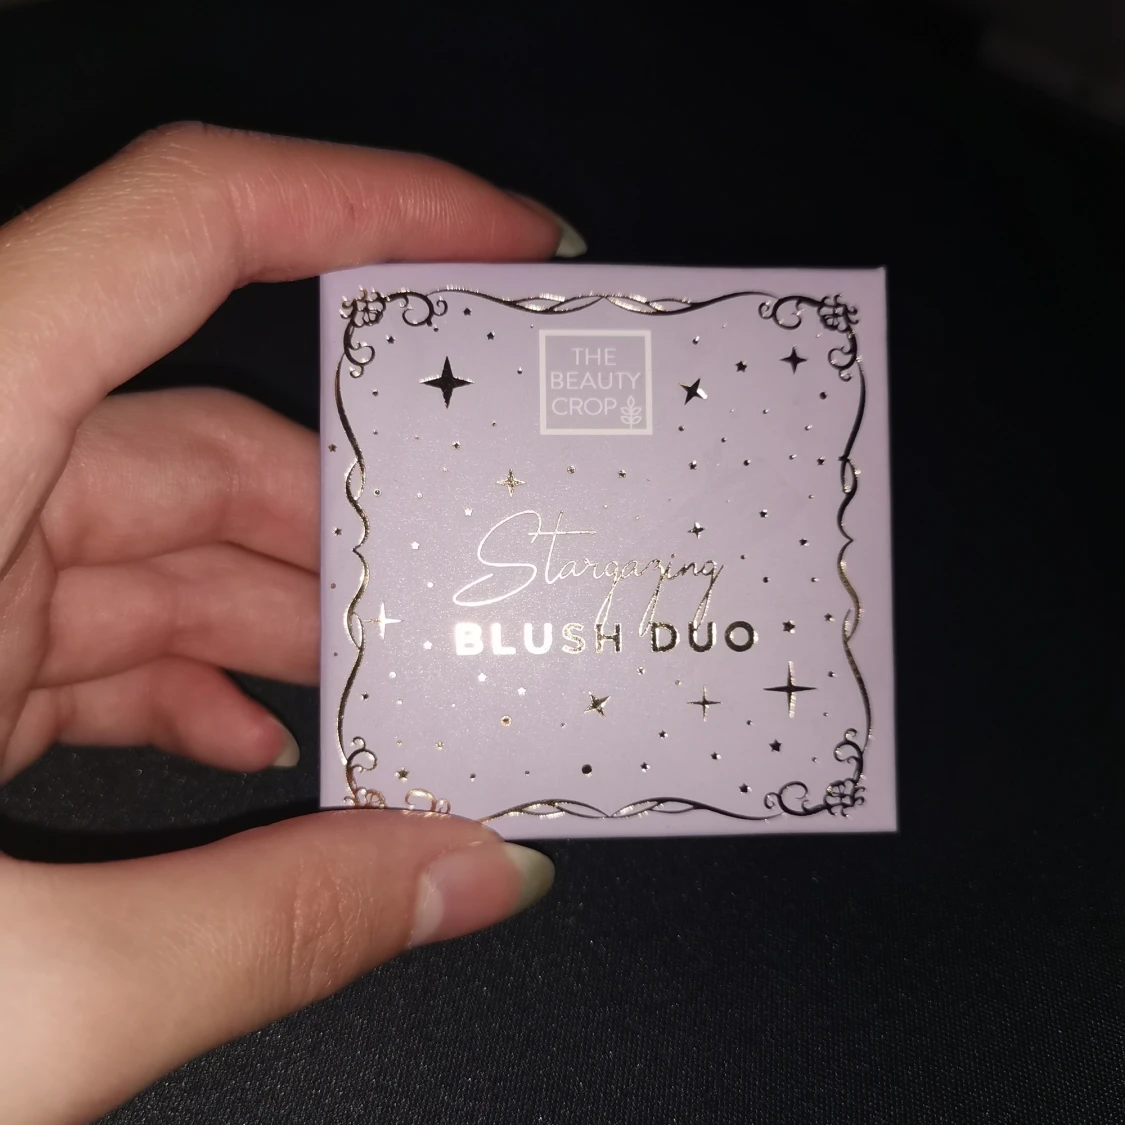 THE
BEAUTY
CROP
Stargazing
BLUSH DUO